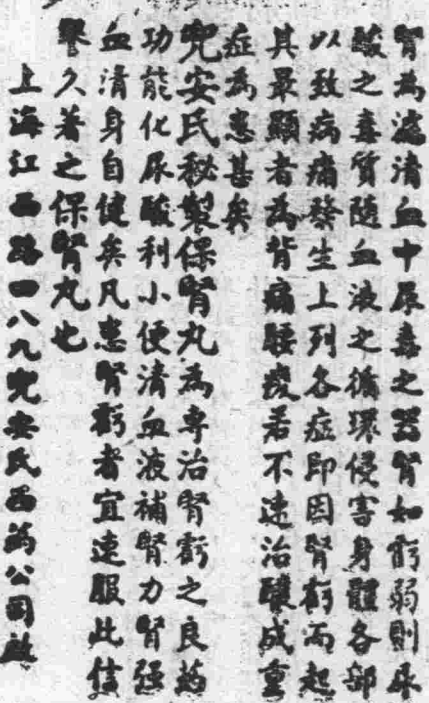 腎為濾清血中尿毒之器腎如虧弱則尿
酸之毒質隨血液之循環侵害身體各部
以致病痛發生上列各症即因腎虧而起
其最顯者為背痛腰痠若不速治釀成重
症為患甚矣
兜安氏秘製保腎丸為專治腎虧之良药
功能化尿酸利小便清血液補腎力腎强
血清身自健矣凡患腎虧者宜速服此信
譽久著之保腎丸也
上海江西路四八九兜安氏西药公司啟